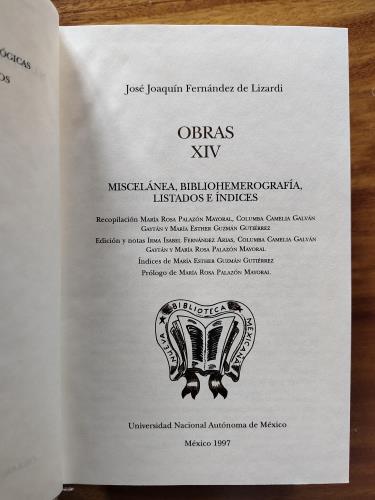 ÓGICAS
OS
José Joaquín Fernández de Lizardi
OBRAS
XIV
MISCELÁNEA, BIBLIOHEMEROGRAFÍA,
LISTADOS E ÍNDICES
Recopilación María Rosa Palazón Mayoral, Columba Camelia Galván
Gaytán y María Esther Guzmán Gutiérrez
Edición y notas Irma Isabel Fernández Arias, Columba Camelia Galván
Gaytán y María Rosa Palazón Mayoral
Índices de María Esther Guzmán Gutiérrez
Prólogo de María Rosa Palazón Mayoral
NUEVA BIBLIOTECA MEXICANA
Universidad Nacional Autónoma de México
México 1997